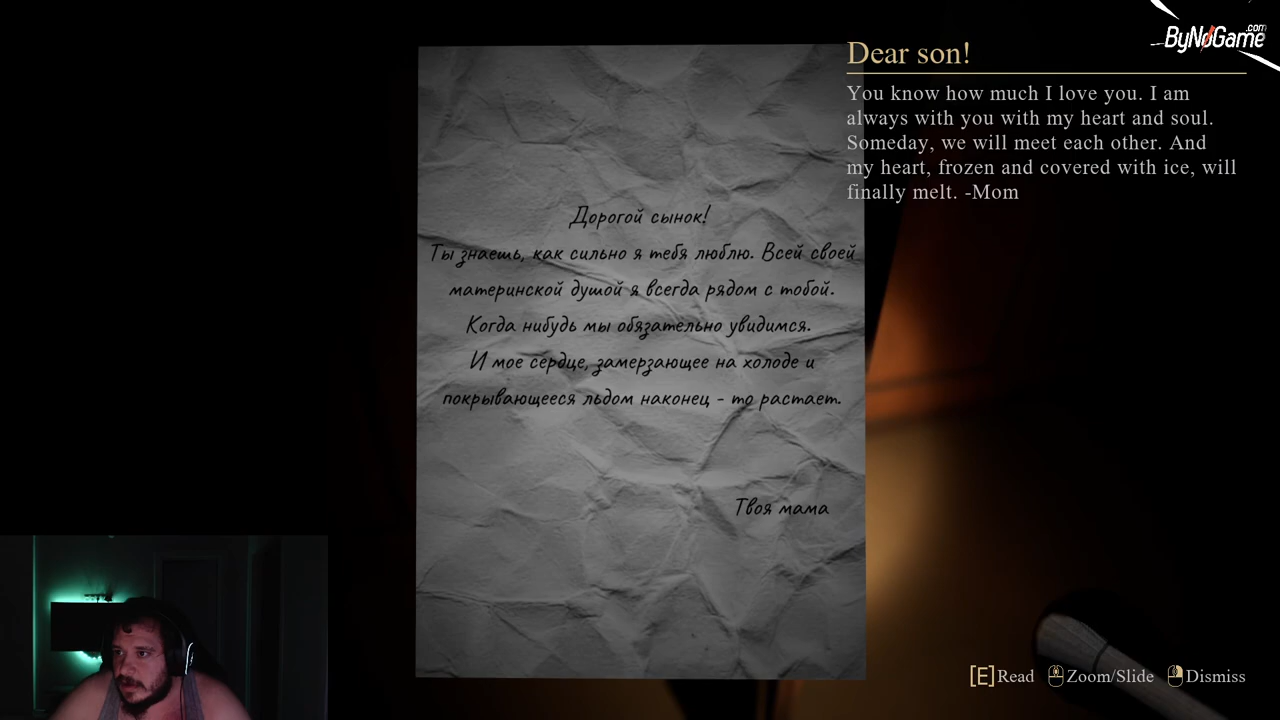 ByNoGame
.com
Dear son!
You know how much I love you. I am
always with you with my heart and soul.
Someday, we will meet each other. And
my heart, frozen and covered with ice, will
finally melt. -Mom
Дорогой сынок!
Ты знаешь, как сильно я тебя люблю. Всей своей
материнской душой я всегда рядом с тобой.
Когда нибудь мы обязательно увидимся.
И мое сердце, замерзающее на холоде и
покрывающееся льдом наконец - то растает.
Твоя мама
[E]Read Zoom/Slide Dismiss